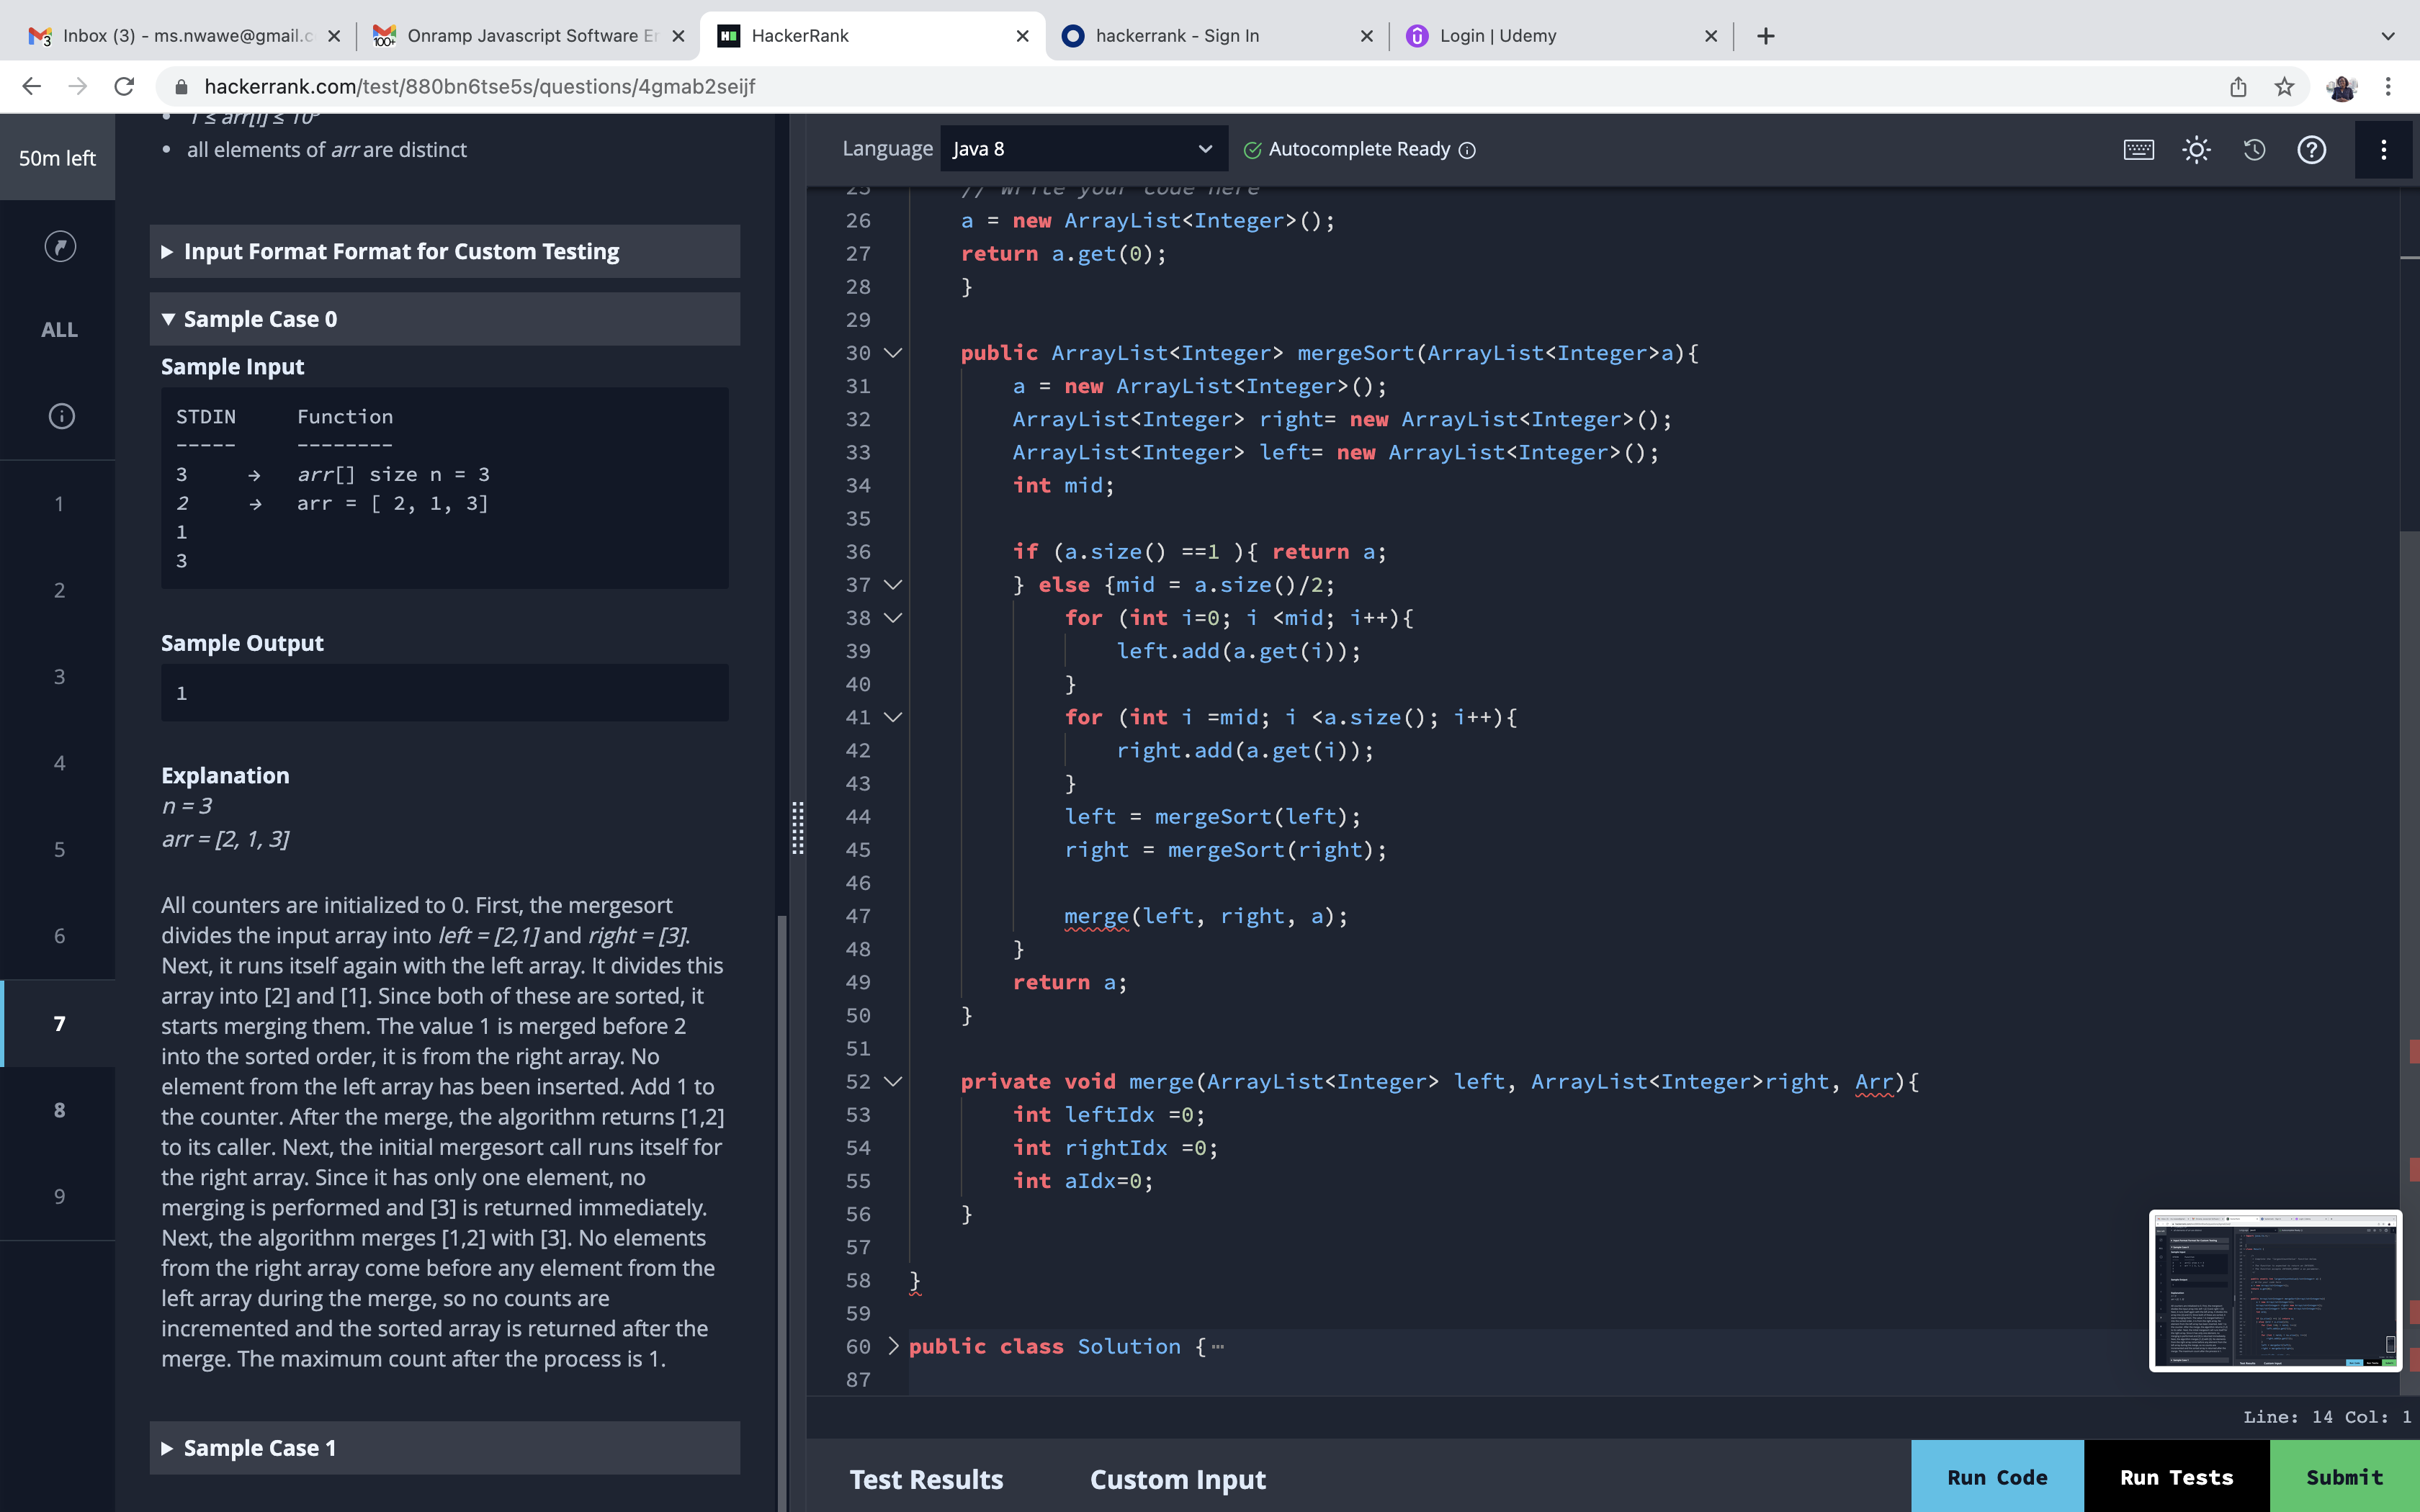 Inbox (3) - ms.nwawe@gmail.c
Onramp Javascript Software En
HackerRank
hackerrank - Sign In
Login | Udemy
hackerrank.com/test/880bn6tse5s/questions/4gmab2seijf
50m left
ALL
1
2
3
4
5
6
7
8
9
1 ≤ arr[i] ≤ 10
• all elements of arr are distinct
Input Format Format for Custom Testing
Sample Case 0
Sample Input
STDIN Function
----- --------
3 → arr[] size n = 3
2 → arr = [ 2, 1, 3]
1
3
Sample Output
1
Explanation
n = 3
arr = [2, 1, 3]
All counters are initialized to 0. First, the mergesort
divides the input array into left = [2,1] and right = [3].
Next, it runs itself again with the left array. It divides this
array into [2] and [1]. Since both of these are sorted, it
starts merging them. The value 1 is merged before 2
into the sorted order, it is from the right array. No
element from the left array has been inserted. Add 1 to
the counter. After the merge, the algorithm returns [1,2]
to its caller. Next, the initial mergesort call runs itself for
the right array. Since it has only one element, no
merging is performed and [3] is returned immediately.
Next, the algorithm merges [1,2] with [3]. No elements
from the right array come before any element from the
left array during the merge, so no counts are
incremented and the sorted array is returned after the
merge. The maximum count after the process is 1.
Sample Case 1
Language Java 8 Autocomplete Ready
25 // Write your code here
26 a = new ArrayList<Integer>();
27 return a.get(0);
28 }
29
30 public ArrayList<Integer> mergeSort(ArrayList<Integer>a){
31 a = new ArrayList<Integer>();
32 ArrayList<Integer> right= new ArrayList<Integer>();
33 ArrayList<Integer> left= new ArrayList<Integer>();
34 int mid;
35
36 if (a.size() ==1 ){ return a;
37 } else {mid = a.size()/2;
38 for (int i=0; i <mid; i++){
39 left.add(a.get(i));
40 }
41 for (int i =mid; i <a.size(); i++){
42 right.add(a.get(i));
43 }
44 left = mergeSort(left);
45 right = mergeSort(right);
46
47 merge(left, right, a);
48 }
49 return a;
50 }
51
52 private void merge(ArrayList<Integer> left, ArrayList<Integer>right, Arr){
53 int leftIdx =0;
54 int rightIdx =0;
55 int aIdx=0;
56 }
57
58 }
59
60 public class Solution {
87
Line: 14 Col: 1
Test Results Custom Input Run Code Run Tests Submit